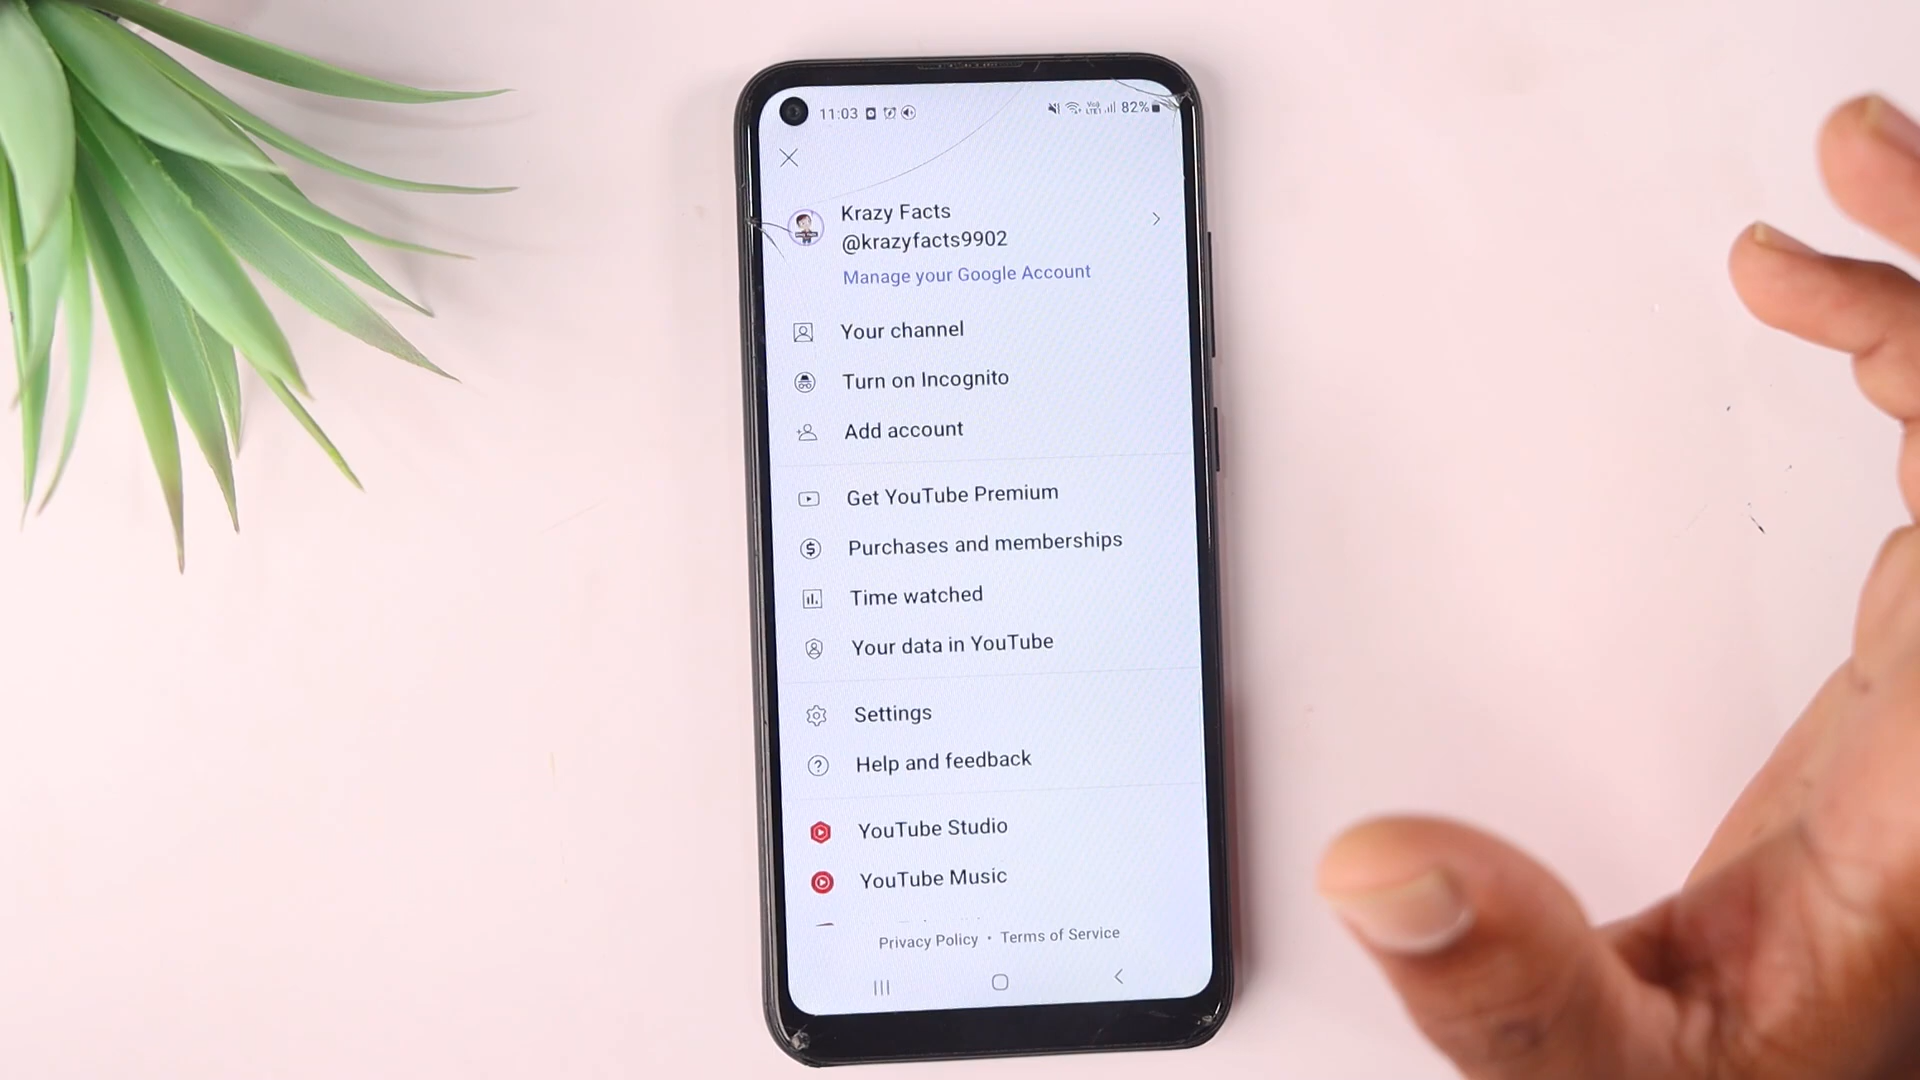 11:03
82%
Krazy Facts
@krazyfacts9902
Manage your Google Account
Your channel
Turn on Incognito
Add account
Get YouTube Premium
Purchases and memberships
Time watched
Your data in YouTube
Settings
Help and feedback
YouTube Studio
YouTube Music
Privacy Policy • Terms of Service